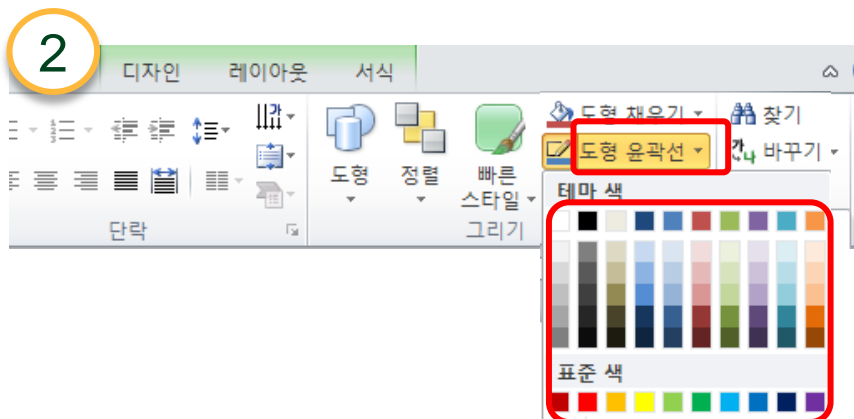 2
디자인 레이아웃 서식
도형 채우기 찾기
도형 윤곽선 바꾸기
도형 정렬 빠른 스타일
단락 그리기
테마 색
표준 색